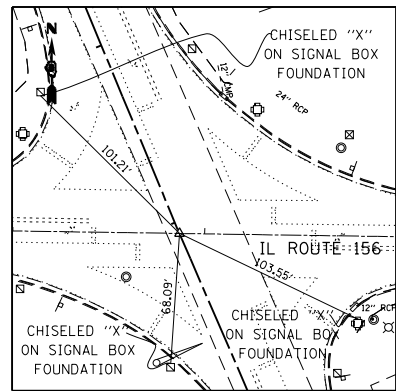 N
CHISELED "X"
ON SIGNAL BOX
FOUNDATION
12" CMP
24" RCP
101.21'
IL ROUTE 156
103.55'
68.09'
12" RCP
CHISELED "X"
ON SIGNAL BOX
FOUNDATION
CHISELED "X"
ON SIGNAL BOX
FOUNDATION